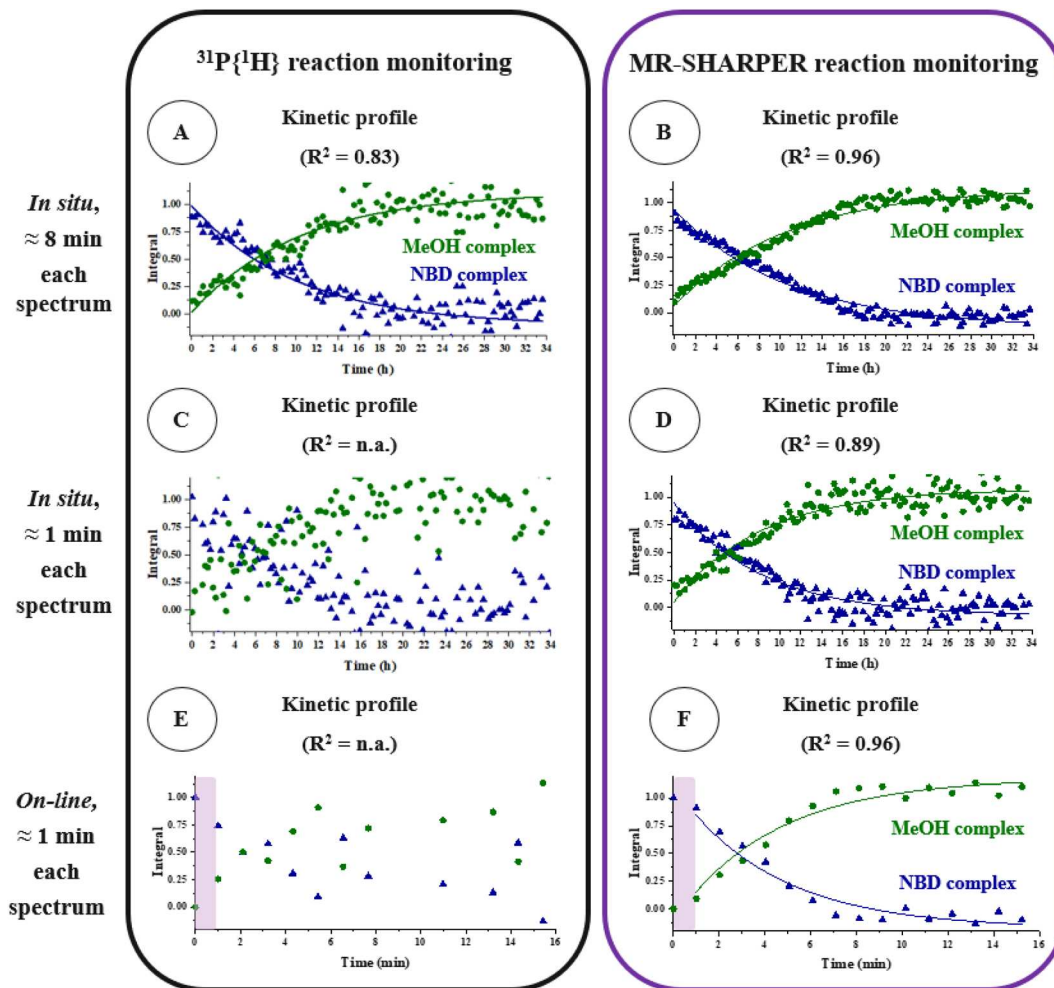 ³¹P{¹H} reaction monitoring
MR-SHARPER reaction monitoring
In situ,
≈ 8 min
each
spectrum
A
Kinetic profile
(R² = 0.83)
Integral
1.00
0.75
0.50
0.25
0.00
MeOH complex
NBD complex
0 2 4 6 8 10 12 14 16 18 20 22 24 26 28 30 32 34
Time (h)
B
Kinetic profile
(R² = 0.96)
Integral
1.00
0.75
0.50
0.25
0.00
MeOH complex
NBD complex
0 2 4 6 8 10 12 14 16 18 20 22 24 26 28 30 32 34
Time (h)
In situ,
≈ 1 min
each
spectrum
C
Kinetic profile
(R² = n.a.)
Integral
1.00
0.75
0.50
0.25
0.00
0 2 4 6 8 10 12 14 16 18 20 22 24 26 28 30 32 34
Time (h)
D
Kinetic profile
(R² = 0.89)
Integral
1.00
0.75
0.50
0.25
0.00
MeOH complex
NBD complex
0 2 4 6 8 10 12 14 16 18 20 22 24 26 28 30 32 34
Time (h)
On-line,
≈ 1 min
each
spectrum
E
Kinetic profile
(R² = n.a.)
Integral
1.00
0.75
0.50
0.25
0.00
0 2 4 6 8 10 12 14 16
Time (min)
F
Kinetic profile
(R² = 0.96)
Integral
1.00
0.75
0.50
0.25
0.00
MeOH complex
NBD complex
0 2 4 6 8 10 12 14 16
Time (min)